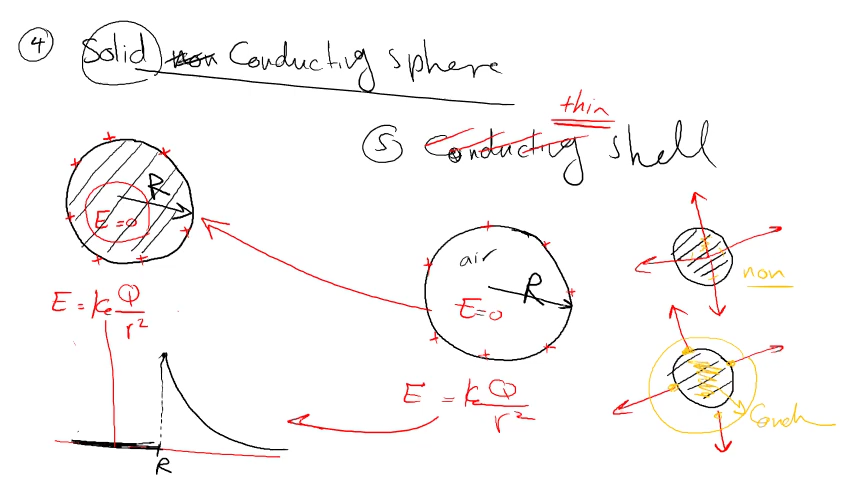 ④ Solid non Conducting sphere
thin
⑤ Conducting shell
R
E=0
air
R
E=0
non
E = ke Q/r²
E = ke Q/r²
Cond
R